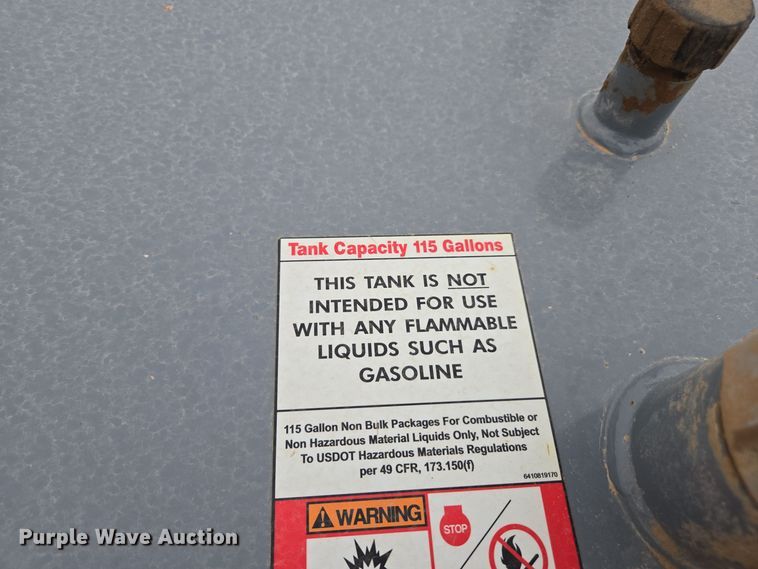 Tank Capacity 115 Gallons
THIS TANK IS NOT
INTENDED FOR USE
WITH ANY FLAMMABLE
LIQUIDS SUCH AS
GASOLINE
115 Gallon Non Bulk Packages For Combustible or
Non Hazardous Material Liquids Only, Not Subject
To USDOT Hazardous Materials Regulations
per 49 CFR, 173.150(f)
6410819170
WARNING
STOP
Purple Wave Auction